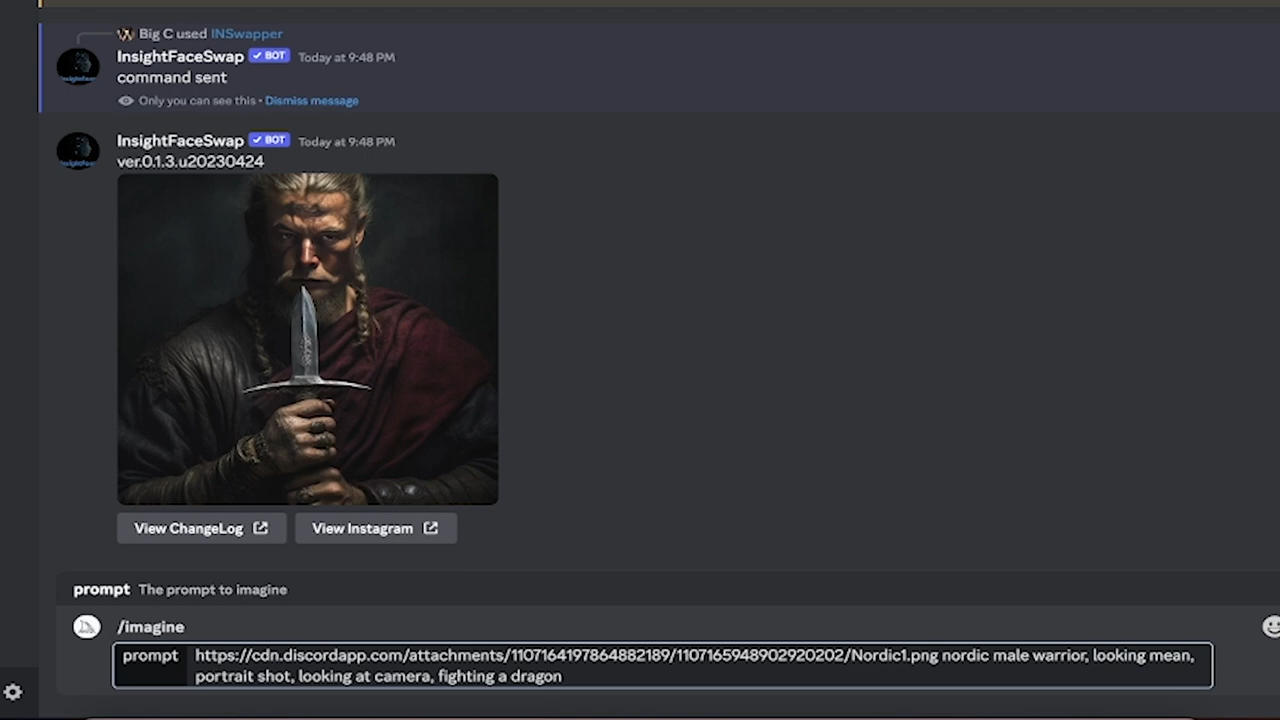 Big C used INSwapper
InsightFaceSwap ✓ BOT Today at 9:48 PM
command sent
Only you can see this • Dismiss message
InsightFaceSwap ✓ BOT Today at 9:48 PM
ver.0.1.3.u20230424
View ChangeLog View Instagram
prompt The prompt to imagine
/imagine
prompt https://cdn.discordapp.com/attachments/1107164197864882189/1107165948902920202/Nordic1.png nordic male warrior, looking mean,
portrait shot, looking at camera, fighting a dragon